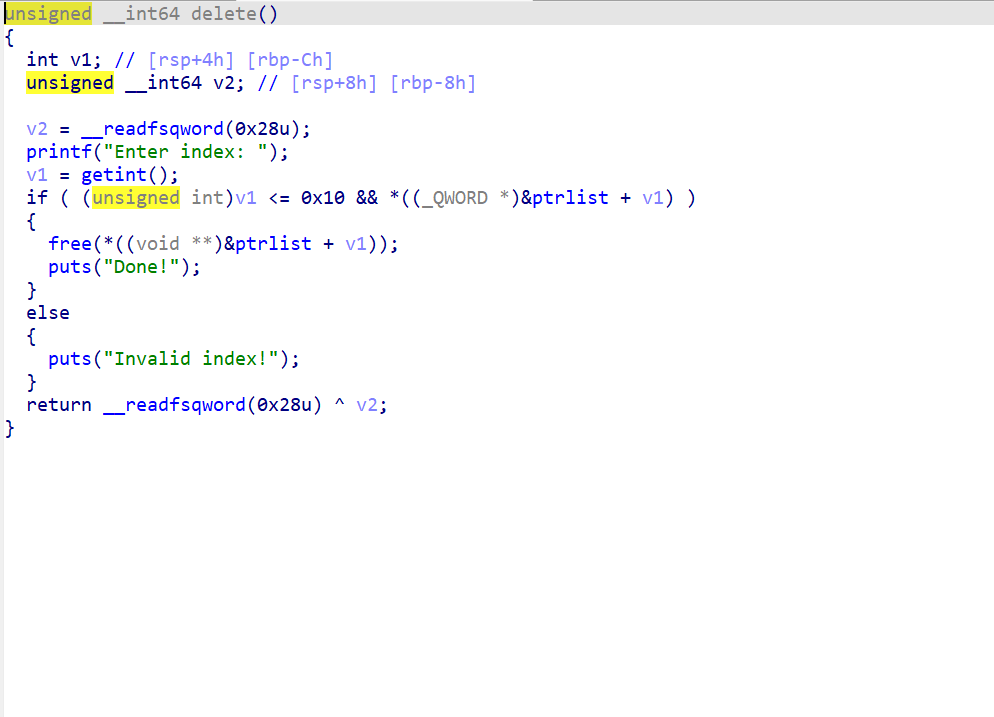 unsigned __int64 delete()
{
  int v1; // [rsp+4h] [rbp-Ch]
  unsigned __int64 v2; // [rsp+8h] [rbp-8h]

  v2 = __readfsqword(0x28u);
  printf("Enter index: ");
  v1 = getint();
  if ( (unsigned int)v1 <= 0x10 && *((_QWORD *)&ptrlist + v1) )
  {
    free(*((void **)&ptrlist + v1));
    puts("Done!");
  }
  else
  {
    puts("Invalid index!");
  }
  return __readfsqword(0x28u) ^ v2;
}